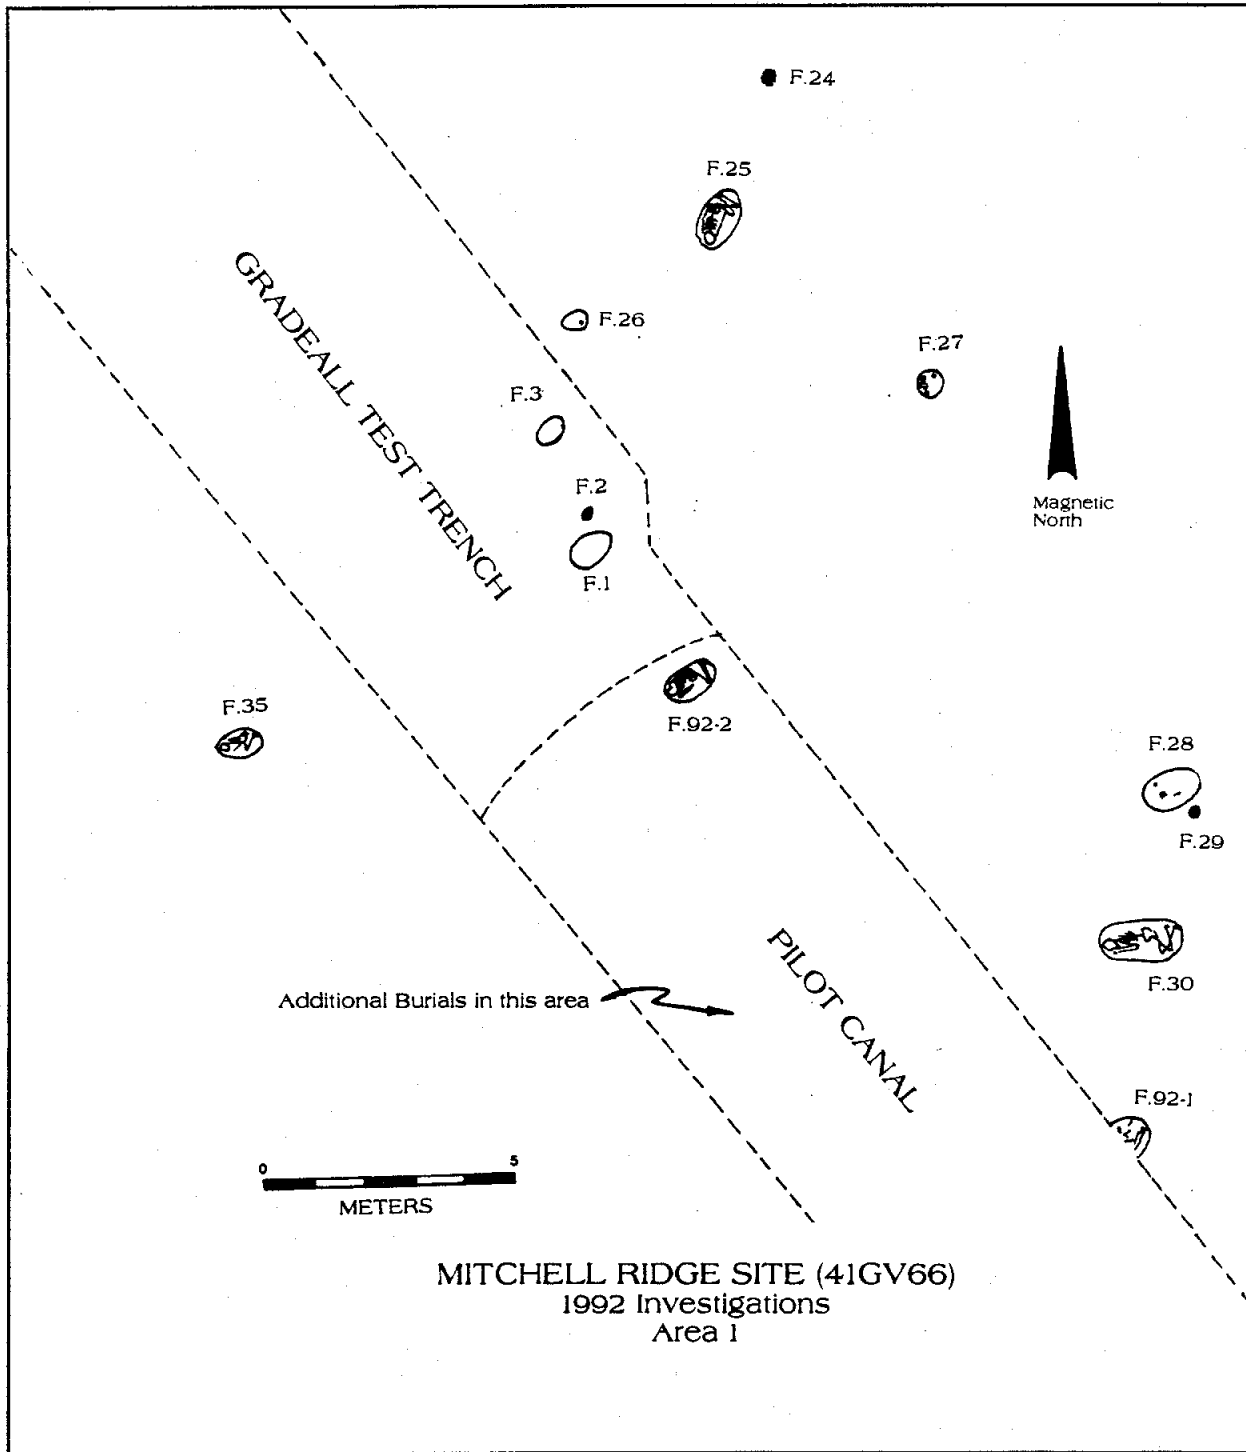 F.24
F.25
GRADEALL TEST TRENCH
F.26
F.27
F.3
F.2
Magnetic
North
F.1
F.35
F.92-2
F.28
F.29
PILOT CANAL
F.30
Additional Burials in this area
F.92-1
0 5
METERS
MITCHELL RIDGE SITE (41GV66)
1992 Investigations
Area 1